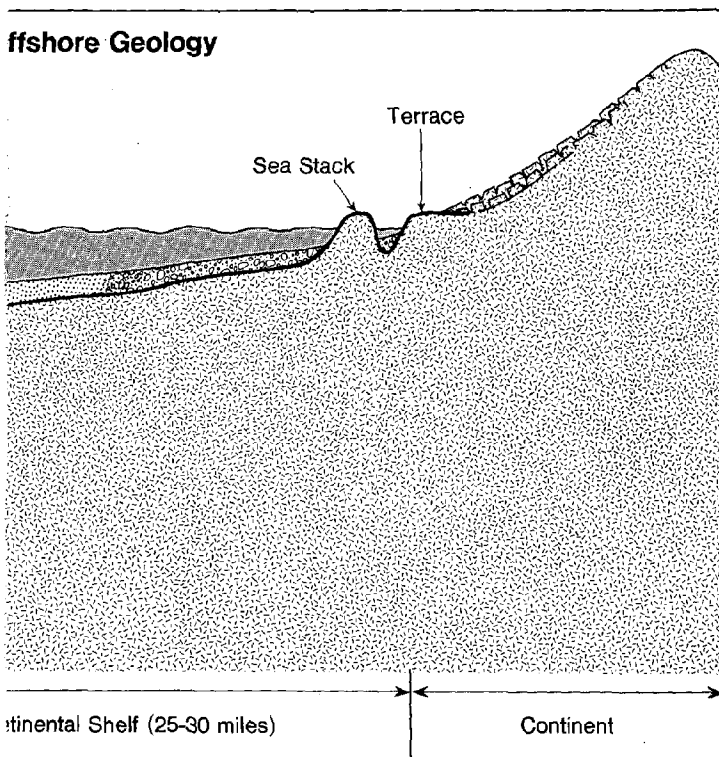 ffshore Geology
Terrace
Sea Stack
tinental Shelf (25-30 miles)
Continent